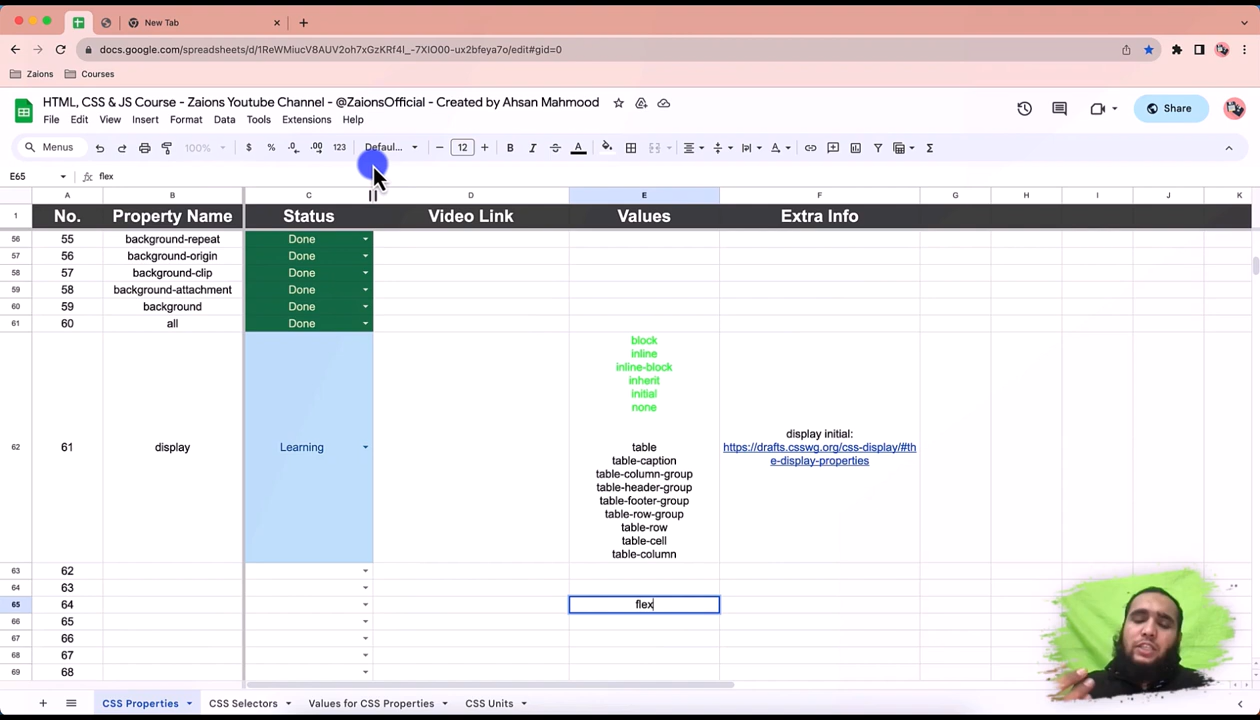 New Tab
docs.google.com/spreadsheets/d/1ReWMiucV8AUV2oh7xGzKRf4I_-7XIO00-ux2bfeya7o/edit#gid=0
Zaions Courses
HTML, CSS & JS Course - Zaions Youtube Channel - @ZaionsOfficial - Created by Ahsan Mahmood
File Edit View Insert Format Data Tools Extensions Help
Share
Menus 100% $ % .0 .00 123 Defaul... 12 B I S A
E65 fx flex
A B C D E F G H I J K
1 No. Property Name Status Video Link Values Extra Info
56 55 background-repeat Done
57 56 background-origin Done
58 57 background-clip Done
59 58 background-attachment Done
60 59 background Done
61 60 all Done
block
inline
inline-block
inherit
initial
none
62 61 display Learning
table
table-caption
table-column-group
table-header-group
table-footer-group
table-row-group
table-row
table-cell
table-column
display initial:
https://drafts.csswg.org/css-display/#th
e-display-properties
63 62
64 63
65 64 flex
66 65
67 66
68 67
69 68
CSS Properties CSS Selectors Values for CSS Properties CSS Units